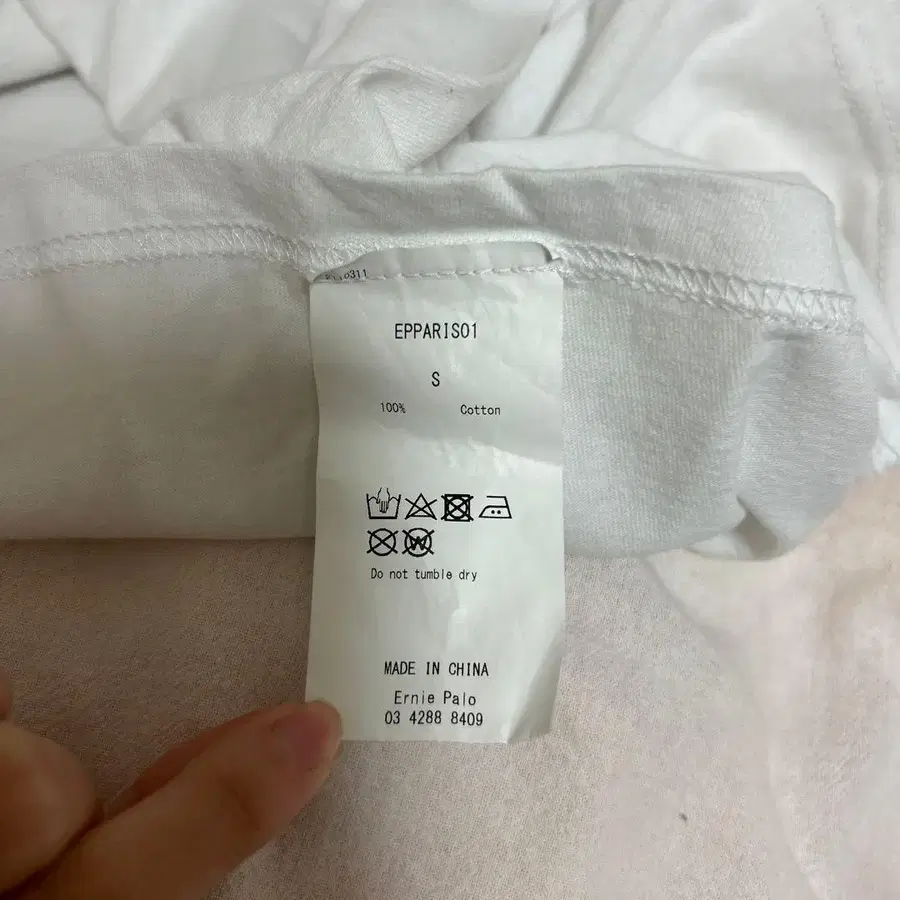 EPPARIS01
S
100% Cotton
Do not tumble dry
MADE IN CHINA
Ernie Palo
03 4288 8409